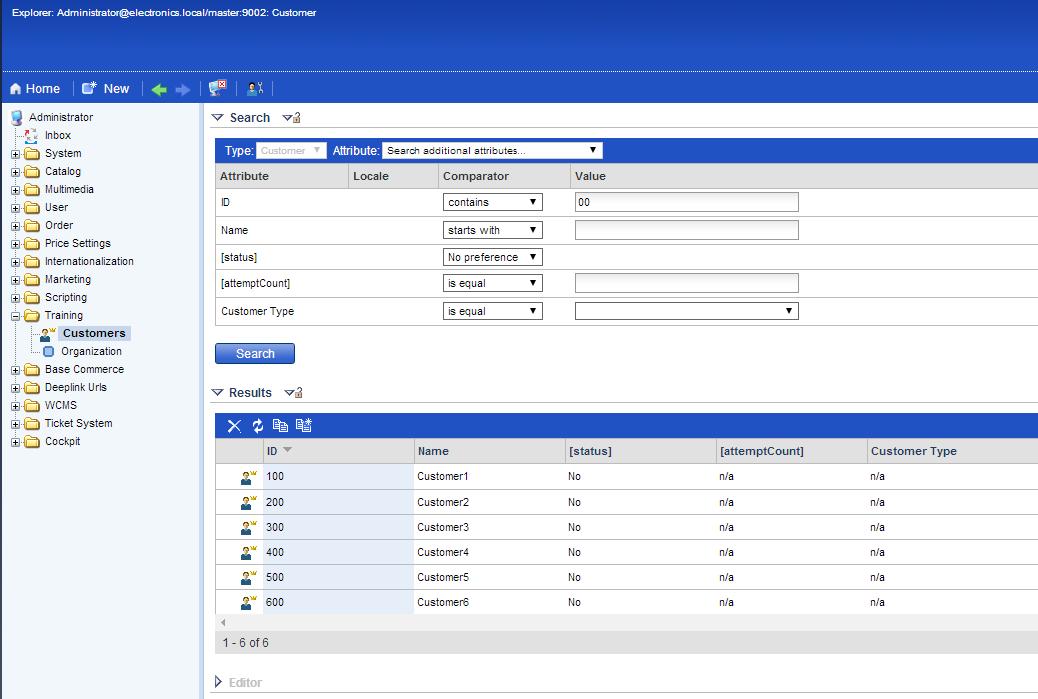 Explorer: Administrator@electronics.local/master:9002: Customer
Home New
Administrator
Inbox
System
Catalog
Multimedia
User
Order
Price Settings
Internationalization
Marketing
Scripting
Training
Customers
Organization
Base Commerce
Deeplink Urls
WCMS
Ticket System
Cockpit
Search
Type: Customer Attribute: Search additional attributes...
Attribute Locale Comparator Value
ID contains 00
Name starts with
[status] No preference
[attemptCount] is equal
Customer Type is equal
Search
Results
ID Name [status] [attemptCount] Customer Type
100 Customer1 No n/a n/a
200 Customer2 No n/a n/a
300 Customer3 No n/a n/a
400 Customer4 No n/a n/a
500 Customer5 No n/a n/a
600 Customer6 No n/a n/a
1 - 6 of 6
Editor